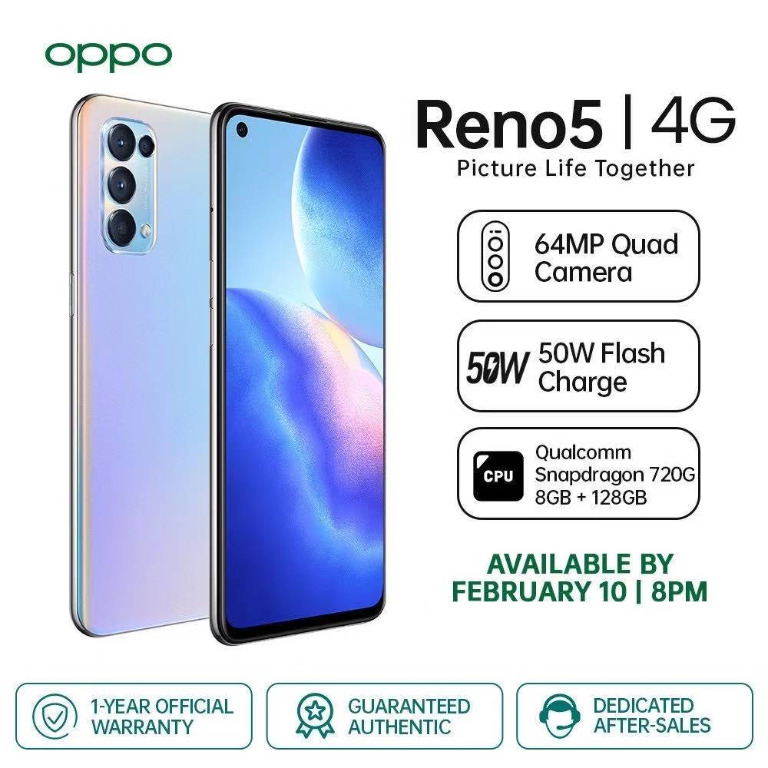 oppo
Reno5 | 4G
Picture Life Together
64MP Quad
Camera
50W
50W Flash
Charge
CPU
Qualcomm
Snapdragon 720G
8GB + 128GB
AVAILABLE BY
FEBRUARY 10 | 8PM
1-YEAR OFFICIAL
WARRANTY
GUARANTEED
AUTHENTIC
DEDICATED
AFTER-SALES